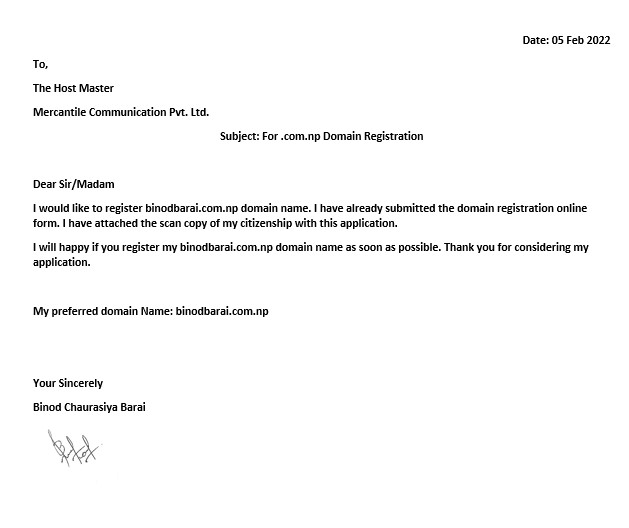 Date: 05 Feb 2022
To,
The Host Master
Mercantile Communication Pvt. Ltd.
Subject: For .com.np Domain Registration
Dear Sir/Madam
I would like to register binodbarai.com.np domain name. I have already submitted the domain registration online
form. I have attached the scan copy of my citizenship with this application.
I will happy if you register my binodbarai.com.np domain name as soon as possible. Thank you for considering my
application.
My preferred domain Name: binodbarai.com.np
Your Sincerely
Binod Chaurasiya Barai